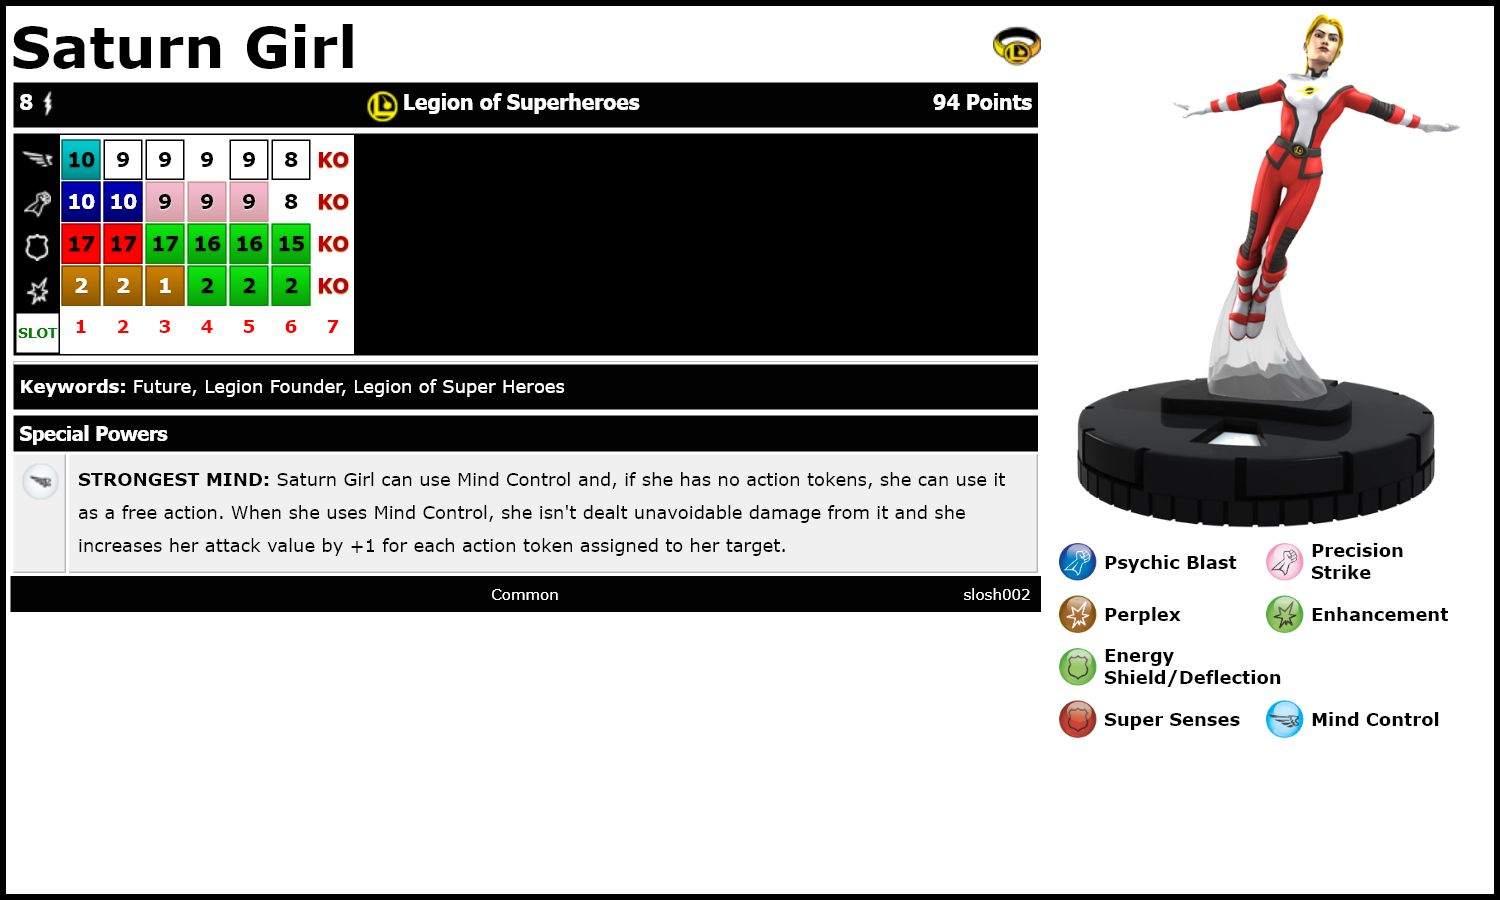 Saturn Girl
8 Legion of Superheroes 94 Points
10 9 9 9 9 8 KO
10 10 9 9 9 8 KO
17 17 17 16 16 15 KO
2 2 1 2 2 2 KO
SLOT 1 2 3 4 5 6 7
Keywords: Future, Legion Founder, Legion of Super Heroes
Special Powers
STRONGEST MIND: Saturn Girl can use Mind Control and, if she has no action tokens, she can use it
as a free action. When she uses Mind Control, she isn't dealt unavoidable damage from it and she
increases her attack value by +1 for each action token assigned to her target.
Common slosh002
Psychic Blast
Precision
Strike
Perplex
Enhancement
Energy
Shield/Deflection
Super Senses
Mind Control